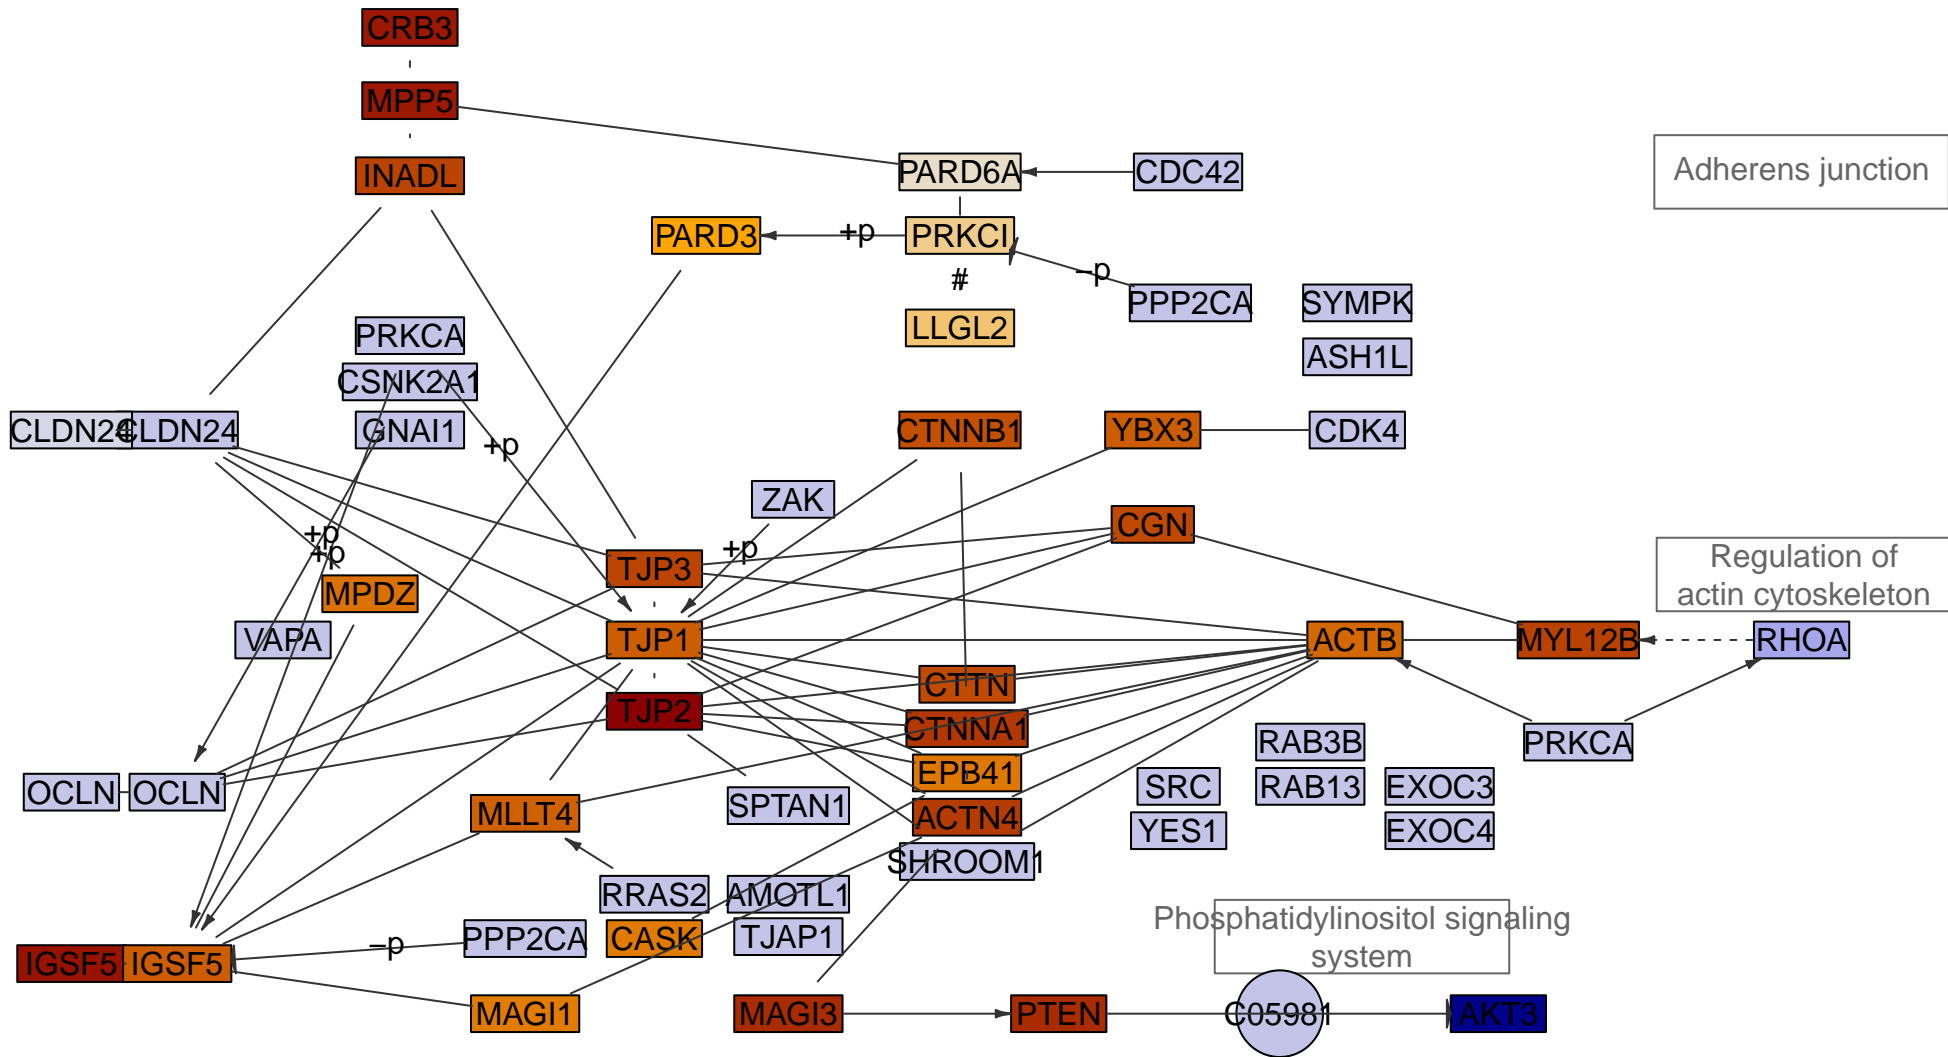 CRB3
MPP5
INADL
PARD6A
CDC42
Adherens junction
PARD3
+p
PRKCI
–p
#
PPP2CA
SYMPK
LLGL2
PRKCA
ASH1L
CSNK2A1
CLDN24
CLDN24
GNAI1
+p
CTNNB1
YBX3
CDK4
ZAK
CGN
+p
+p
+p
TJP3
Regulation of
actin cytoskeleton
MPDZ
VAPA
TJP1
ACTB
MYL12B
RHOA
CTTN
TJP2
CTNNA1
RAB3B
PRKCA
EPB41
OCLN
OCLN
SRC
RAB13
EXOC3
MLLT4
SPTAN1
ACTN4
YES1
EXOC4
SHROOM1
RRAS2
AMOTL1
Phosphatidylinositol signaling
system
PPP2CA
CASK
TJAP1
–p
IGSF5
IGSF5
MAGI1
MAGI3
PTEN
C05981
AKT3